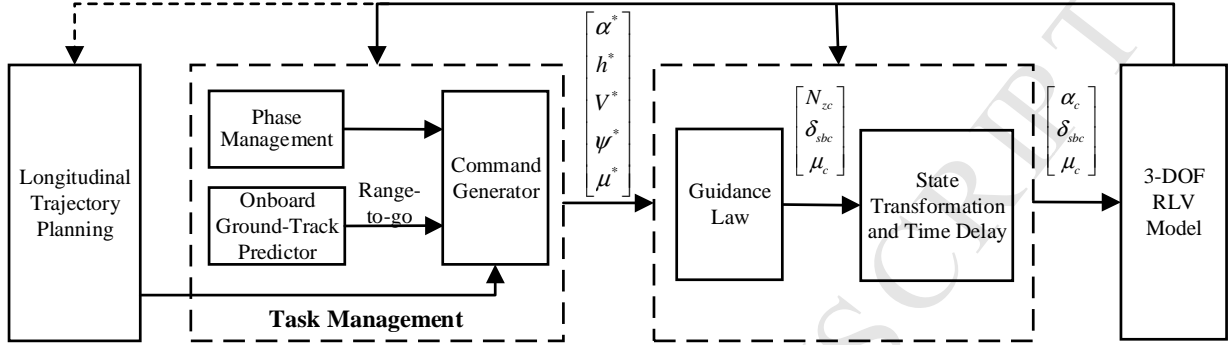 Longitudinal
Trajectory
Planning
Phase
Management
Onboard
Ground-Track
Predictor
Range-
to-go
Command
Generator
Task Management
α*
h*
V*
ψ*
μ*
Guidance
Law
N_zc
δ_sbc
μ_c
State
Transformation
and Time Delay
α_c
δ_sbc
μ_c
3-DOF
RLV
Model
SCRIPT